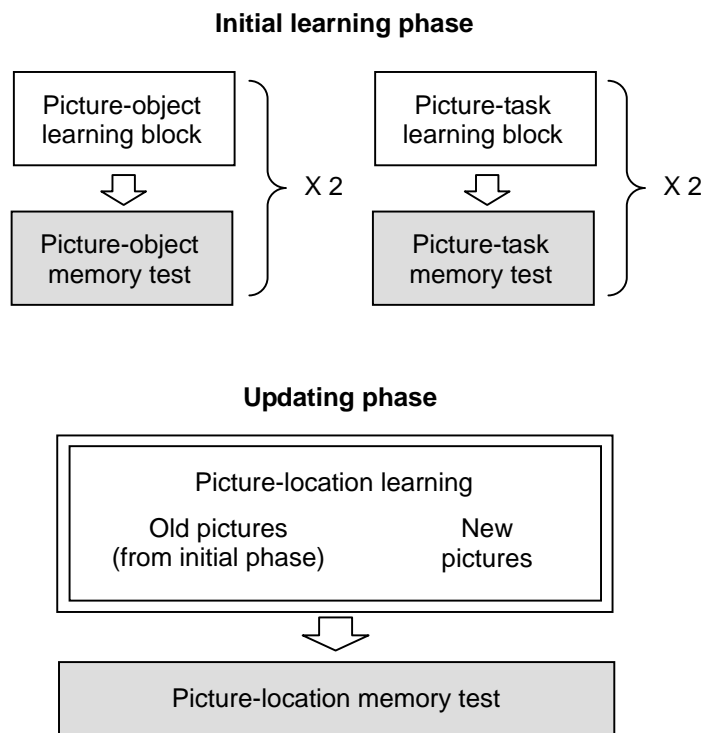 Initial learning phase
Picture-object
learning block
X 2
Picture-object
memory test
Picture-task
learning block
X 2
Picture-task
memory test
Updating phase
Picture-location learning
Old pictures
(from initial phase)
New
pictures
Picture-location memory test